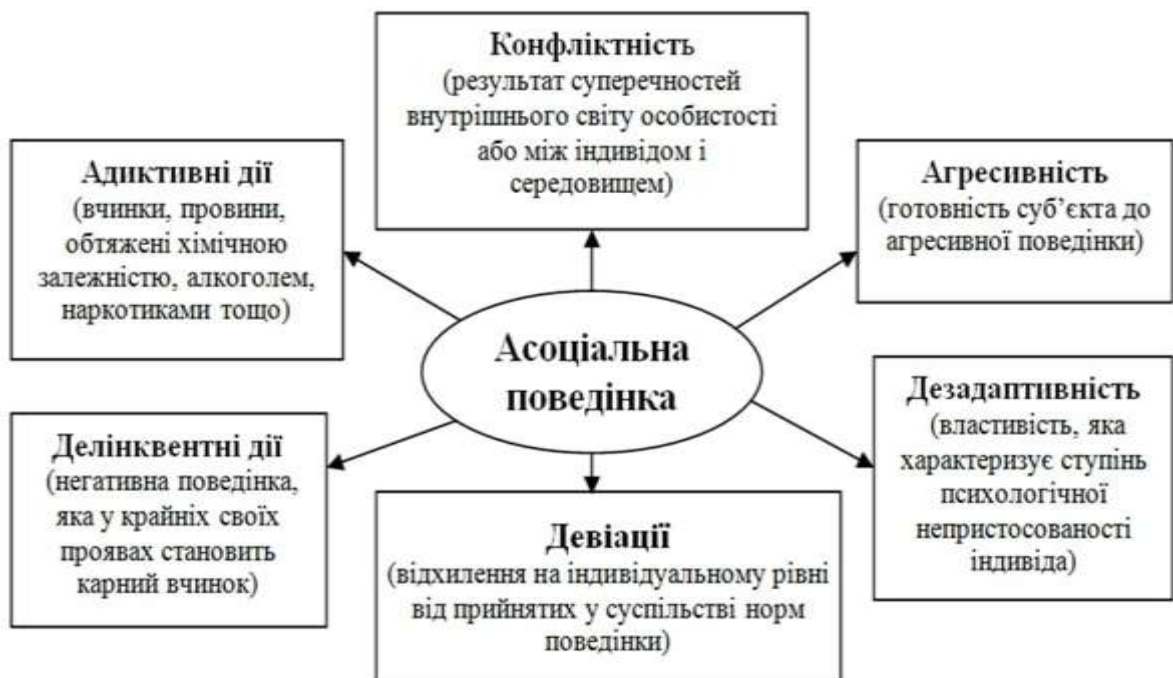 Конфліктність
(результат суперечностей
внутрішнього світу особистості
або між індивідом і
середовищем)
Адиктивні дії
(вчинки, провини,
обтяжені хімічною
залежністю, алкоголем,
наркотиками тощо)
Агресивність
(готовність суб’єкта до
агресивної поведінки)
Асоціальна
поведінка
Делінквентні дії
(негативна поведінка,
яка у крайніх своїх
проявах становить
карний вчинок)
Дезадаптивність
(властивість, яка
характеризує ступінь
психологічної
непристосованості
індивіда)
Девіації
(відхилення на індивідуальному рівні
від прийнятих у суспільстві норм
поведінки)